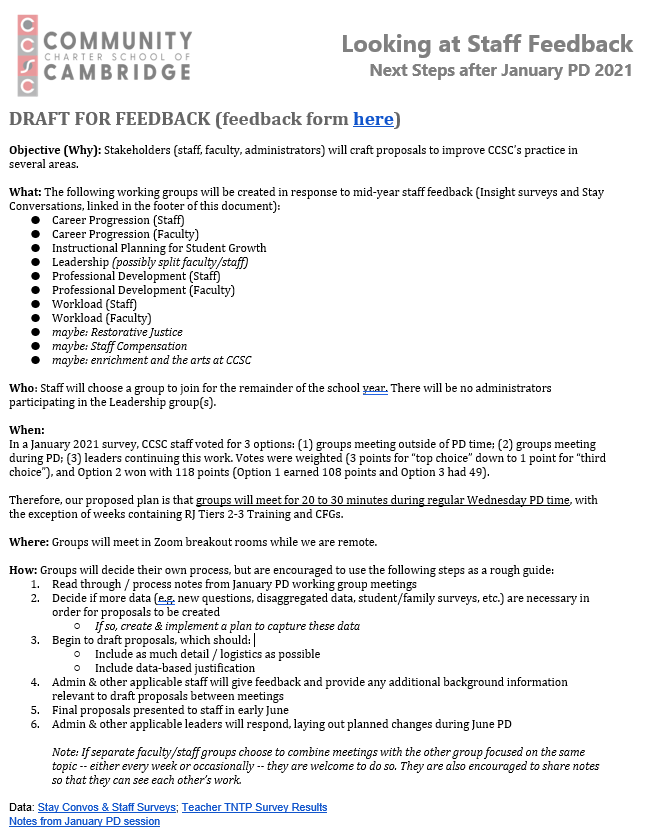 CCSC
COMMUNITY
CHARTER SCHOOL OF
CAMBRIDGE
Looking at Staff Feedback
Next Steps after January PD 2021
DRAFT FOR FEEDBACK (feedback form here)
Objective (Why): Stakeholders (staff, faculty, administrators) will craft proposals to improve CCSC's practice in
several areas.
What: The following working groups will be created in response to mid-year staff feedback (Insight surveys and Stay
Conversations, linked in the footer of this document):
● Career Progression (Staff)
● Career Progression (Faculty)
● Instructional Planning for Student Growth
● Leadership (possibly split faculty/staff)
● Professional Development (Staff)
● Professional Development (Faculty)
● Workload (Staff)
● Workload (Faculty)
● maybe: Restorative Justice
● maybe: Staff Compensation
● maybe: enrichment and the arts at CCSC
Who: Staff will choose a group to join for the remainder of the school year. There will be no administrators
participating in the Leadership group(s).
When:
In a January 2021 survey, CCSC staff voted for 3 options: (1) groups meeting outside of PD time; (2) groups meeting
during PD; (3) leaders continuing this work. Votes were weighted (3 points for "top choice" down to 1 point for "third
choice"), and Option 2 won with 118 points (Option 1 earned 108 points and Option 3 had 49).
Therefore, our proposed plan is that groups will meet for 20 to 30 minutes during regular Wednesday PD time, with
the exception of weeks containing RJ Tiers 2-3 Training and CFGs.
Where: Groups will meet in Zoom breakout rooms while we are remote.
How: Groups will decide their own process, but are encouraged to use the following steps as a rough guide:
1. Read through / process notes from January PD working group meetings
2. Decide if more data (e.g. new questions, disaggregated data, student/family surveys, etc.) are necessary in
order for proposals to be created
○ If so, create & implement a plan to capture these data
3. Begin to draft proposals, which should:
○ Include as much detail / logistics as possible
○ Include data-based justification
4. Admin & other applicable staff will give feedback and provide any additional background information
relevant to draft proposals between meetings
5. Final proposals presented to staff in early June
6. Admin & other applicable leaders will respond, laying out planned changes during June PD
Note: If separate faculty/staff groups choose to combine meetings with the other group focused on the same
topic -- either every week or occasionally -- they are welcome to do so. They are also encouraged to share notes
so that they can see each other's work.
Data: Stay Convos & Staff Surveys; Teacher TNTP Survey Results
Notes from January PD session